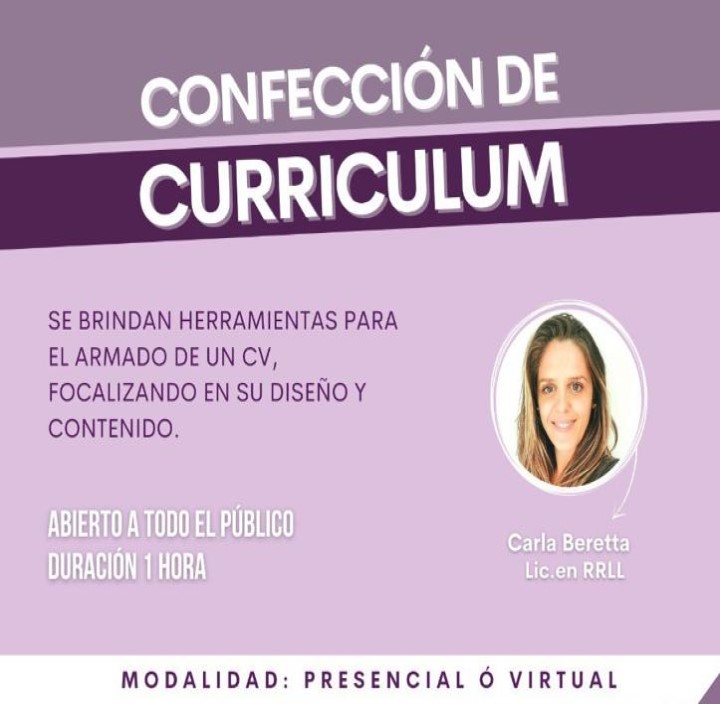 CONFECCIÓN DE
CURRICULUM
SE BRINDAN HERRAMIENTAS PARA
EL ARMADO DE UN CV,
FOCALIZANDO EN SU DISEÑO Y
CONTENIDO.
ABIERTO A TODO EL PÚBLICO
DURACIÓN 1 HORA
Carla Beretta
Lic.en RRLL
MODALIDAD: PRESENCIAL Ó VIRTUAL